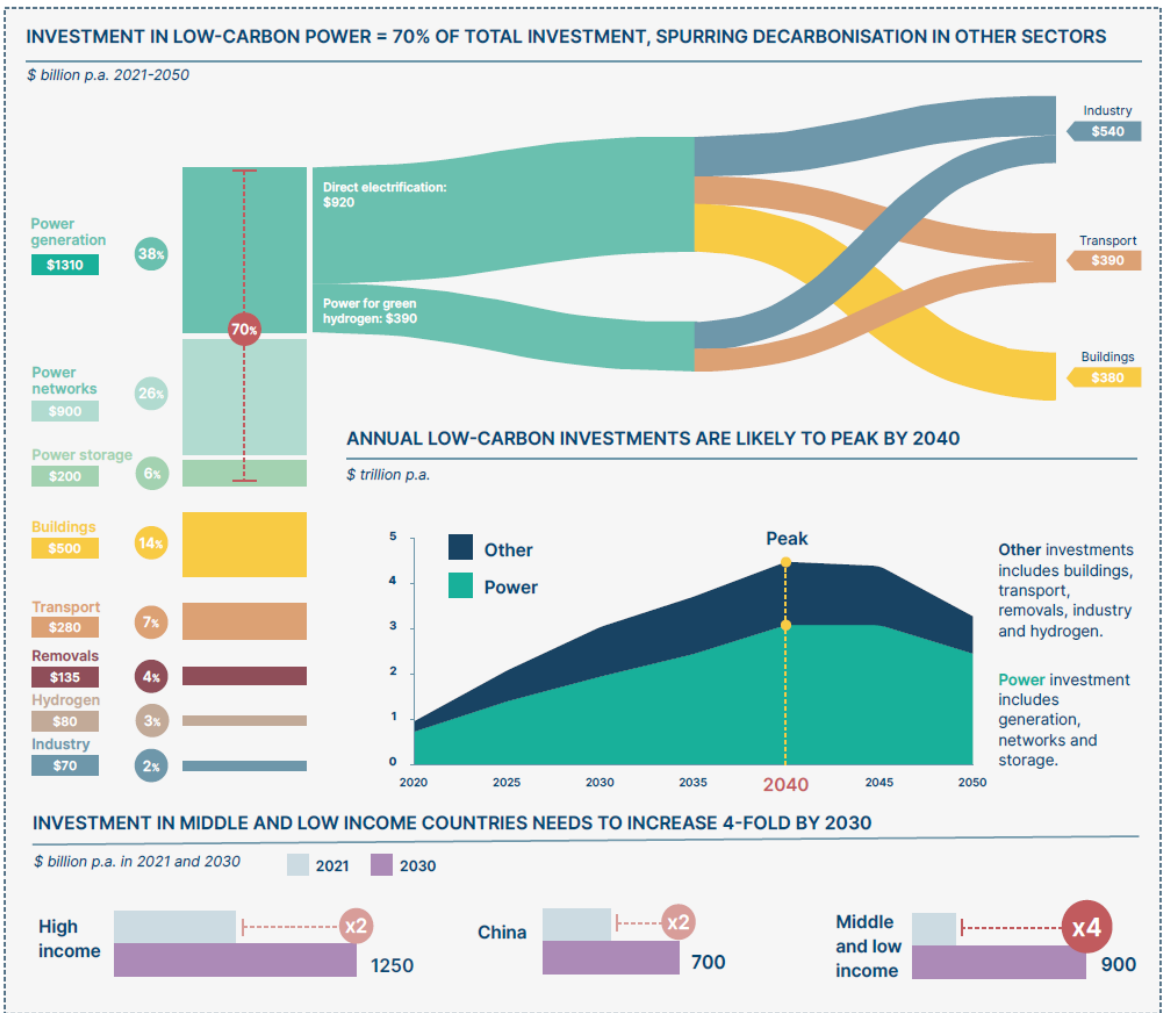 INVESTMENT IN LOW-CARBON POWER = 70% OF TOTAL INVESTMENT, SPURRING DECARBONISATION IN OTHER SECTORS
$ billion p.a. 2021-2050
Power
generation
$1310
38%
Power
networks
$900
26%
Power storage
$200
6%
70%
Buildings
$500
14%
Transport
$280
7%
Removals
$135
4%
Hydrogen
$80
3%
Industry
$70
2%
Direct electrification:
$920
Power for green
hydrogen: $390
Industry
$540
Transport
$390
Buildings
$380
ANNUAL LOW-CARBON INVESTMENTS ARE LIKELY TO PEAK BY 2040
$ trillion p.a.
5
4
3
2
1
0
Other
Power
Peak
2020
2025
2030
2035
2040
2045
2050
Other investments
includes buildings,
transport,
removals, industry
and hydrogen.
Power investment
includes
generation,
networks and
storage.
INVESTMENT IN MIDDLE AND LOW INCOME COUNTRIES NEEDS TO INCREASE 4-FOLD BY 2030
$ billion p.a. in 2021 and 2030
2021
2030
High
income
x2
1250
China
x2
700
Middle
and low
income
x4
900